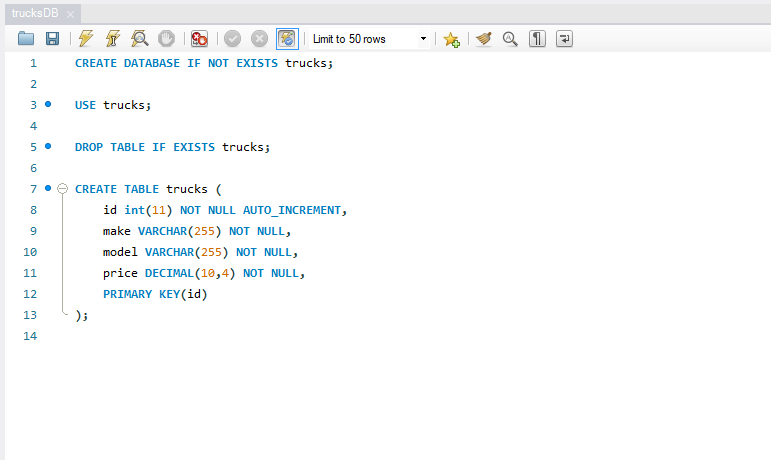 trucksDB
Limit to 50 rows
1 CREATE DATABASE IF NOT EXISTS trucks;
2
3 USE trucks;
4
5 DROP TABLE IF EXISTS trucks;
6
7 CREATE TABLE trucks (
8 id int(11) NOT NULL AUTO_INCREMENT,
9 make VARCHAR(255) NOT NULL,
10 model VARCHAR(255) NOT NULL,
11 price DECIMAL(10,4) NOT NULL,
12 PRIMARY KEY(id)
13 );
14